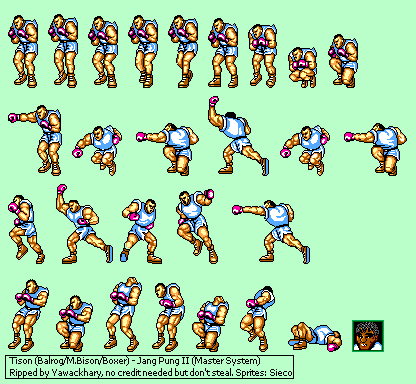 Tison (Balrog/M.Bison/Boxer) - Jang Pung II (Master System)
Ripped by Yawackhary, no credit needed but don't steal. Sprites: Sieco